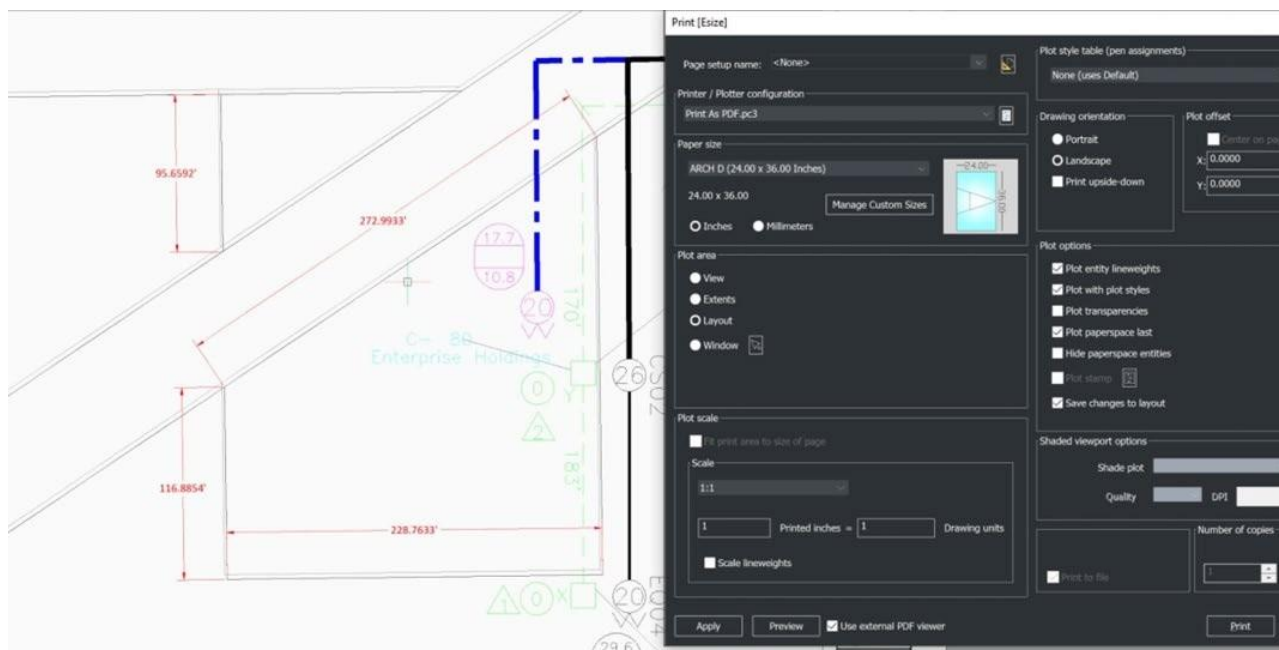 95.6592'
272.9933'
17.7
10.8
20
170'
C- 86
Enterprise Holdings
26
CS02
0
Y
2
183'
116.8854'
228.7633'
1
0
X
20
EQ04
29.6
Print [Esize]
Page setup name: <None>
Printer / Plotter configuration
Print As PDF.pc3
Paper size
ARCH D (24.00 x 36.00 Inches)
24.00 x 36.00
Manage Custom Sizes
Inches Millimeters
24.00
36.00
Plot area
View
Extents
Layout
Window
Plot scale
Fit print area to size of page
Scale
1:1
1 Printed inches = 1 Drawing units
Scale lineweights
Apply Preview Use external PDF viewer
Plot style table (pen assignments)
None (uses Default)
Drawing orientation
Portrait
Landscape
Print upside-down
Plot offset
Center on
X: 0.0000
Y: 0.0000
Plot options
Plot entity lineweights
Plot with plot styles
Plot transparencies
Plot paperspace last
Hide paperspace entities
Plot stamp
Save changes to layout
Shaded viewport options
Shade plot
Quality DPI
Number of copies
Print to file
1
Print